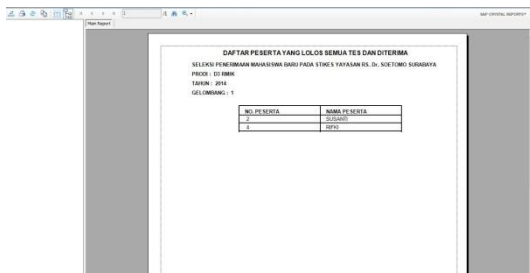 1
SAP CRYSTAL REPORTS®
Main Report
DAFTAR PESERTA YANG LOLOS SEMUA TES DAN DITERIMA
SELEKSI PENERIMAAN MAHASISWA BARU PADA STIKES YAYASAN RS. Dr. SOETOMO SURABAYA
PRODI : D3 RMIK
TAHUN : 2014
GELOMBANG : 1
NO. PESERTA NAMA PESERTA
2 SUSANTI
4 RIFKI